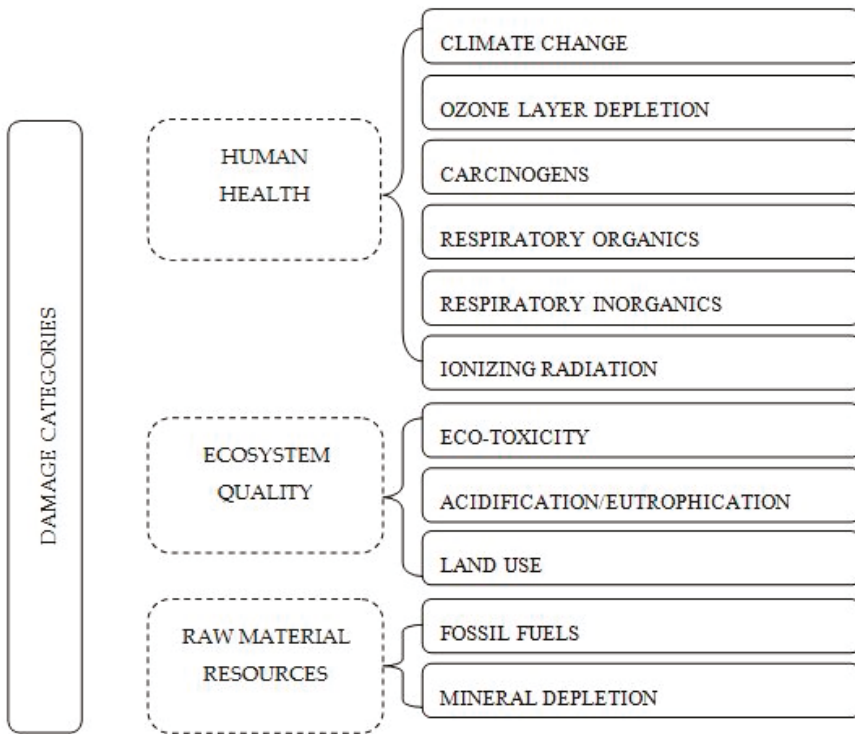 DAMAGE CATEGORIES
HUMAN
HEALTH
CLIMATE CHANGE
OZONE LAYER DEPLETION
CARCINOGENS
RESPIRATORY ORGANICS
RESPIRATORY INORGANICS
IONIZING RADIATION
ECOSYSTEM
QUALITY
ECO-TOXICITY
ACIDIFICATION/EUTROPHICATION
LAND USE
RAW MATERIAL
RESOURCES
FOSSIL FUELS
MINERAL DEPLETION